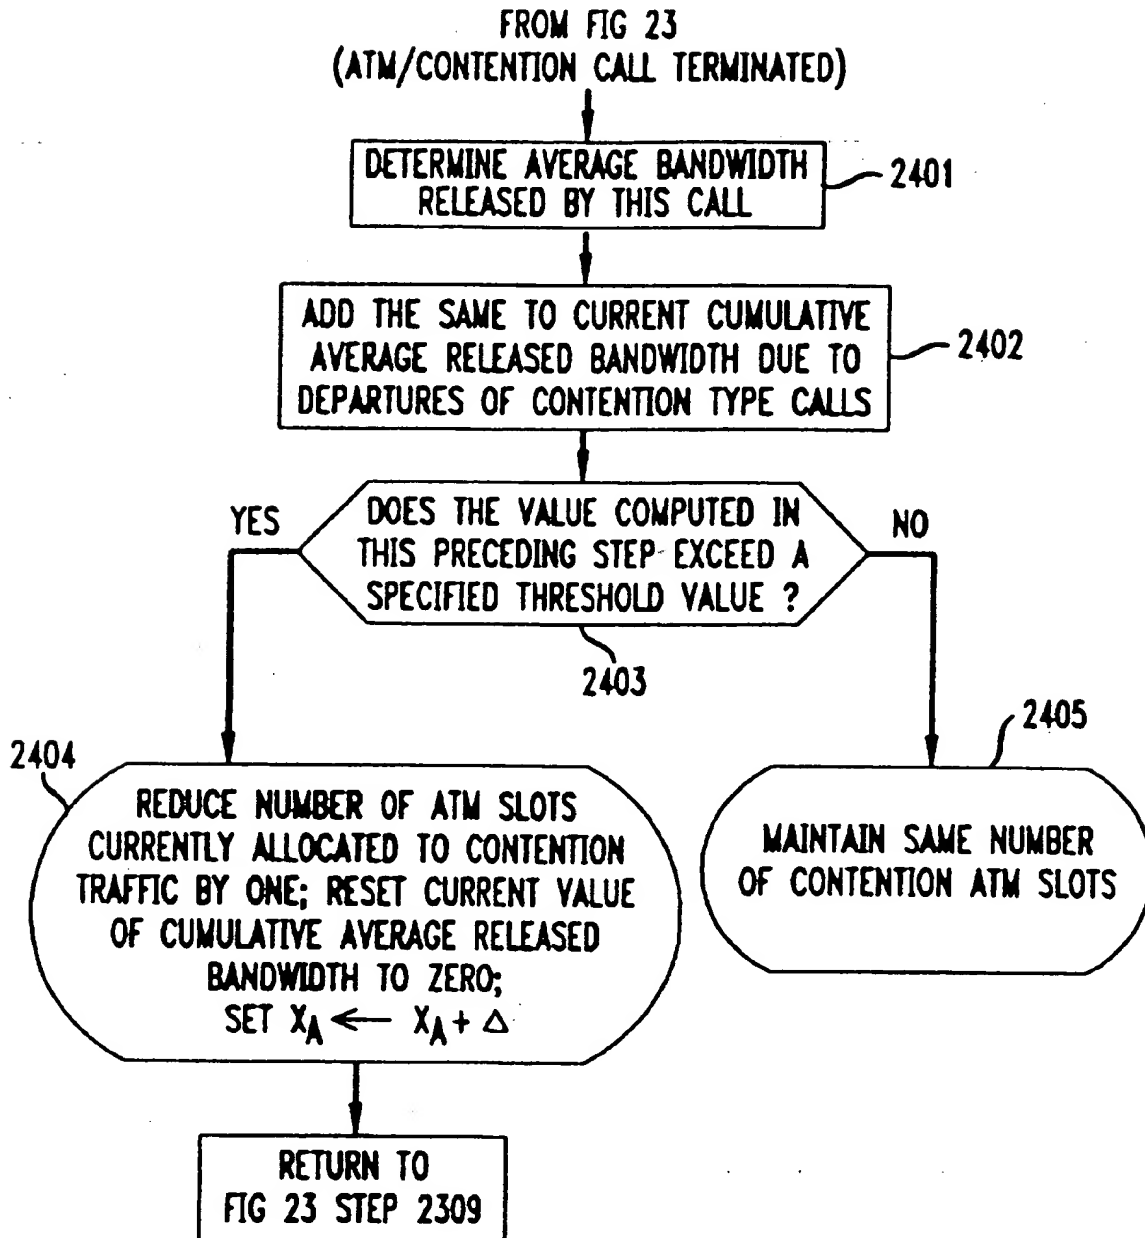 FROM FIG 23
(ATM/CONTENTION CALL TERMINATED)
DETERMINE AVERAGE BANDWIDTH
RELEASED BY THIS CALL
2401
ADD THE SAME TO CURRENT CUMULATIVE
AVERAGE RELEASED BANDWIDTH DUE TO
DEPARTURES OF CONTENTION TYPE CALLS
2402
DOES THE VALUE COMPUTED IN
THIS PRECEDING STEP EXCEED A
SPECIFIED THRESHOLD VALUE ?
YES
NO
2403
2404
REDUCE NUMBER OF ATM SLOTS
CURRENTLY ALLOCATED TO CONTENTION
TRAFFIC BY ONE; RESET CURRENT VALUE
OF CUMULATIVE AVERAGE RELEASED
BANDWIDTH TO ZERO;
SET X_A ← X_A + Δ
2405
MAINTAIN SAME NUMBER
OF CONTENTION ATM SLOTS
RETURN TO
FIG 23 STEP 2309